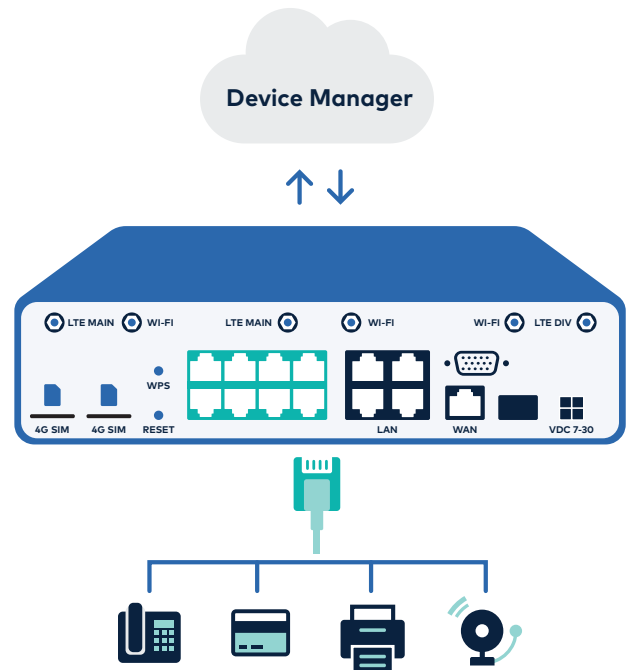 Device Manager
LTE MAIN WI-FI LTE MAIN WI-FI WI-FI LTE DIV
WPS
4G SIM 4G SIM RESET LAN WAN VDC 7-30